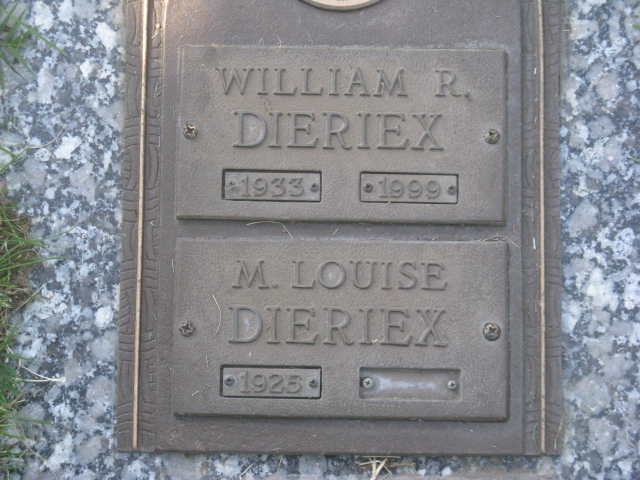 WILLIAM R.
DIERIEX
1933 1999
M. LOUISE
DIERIEX
1925